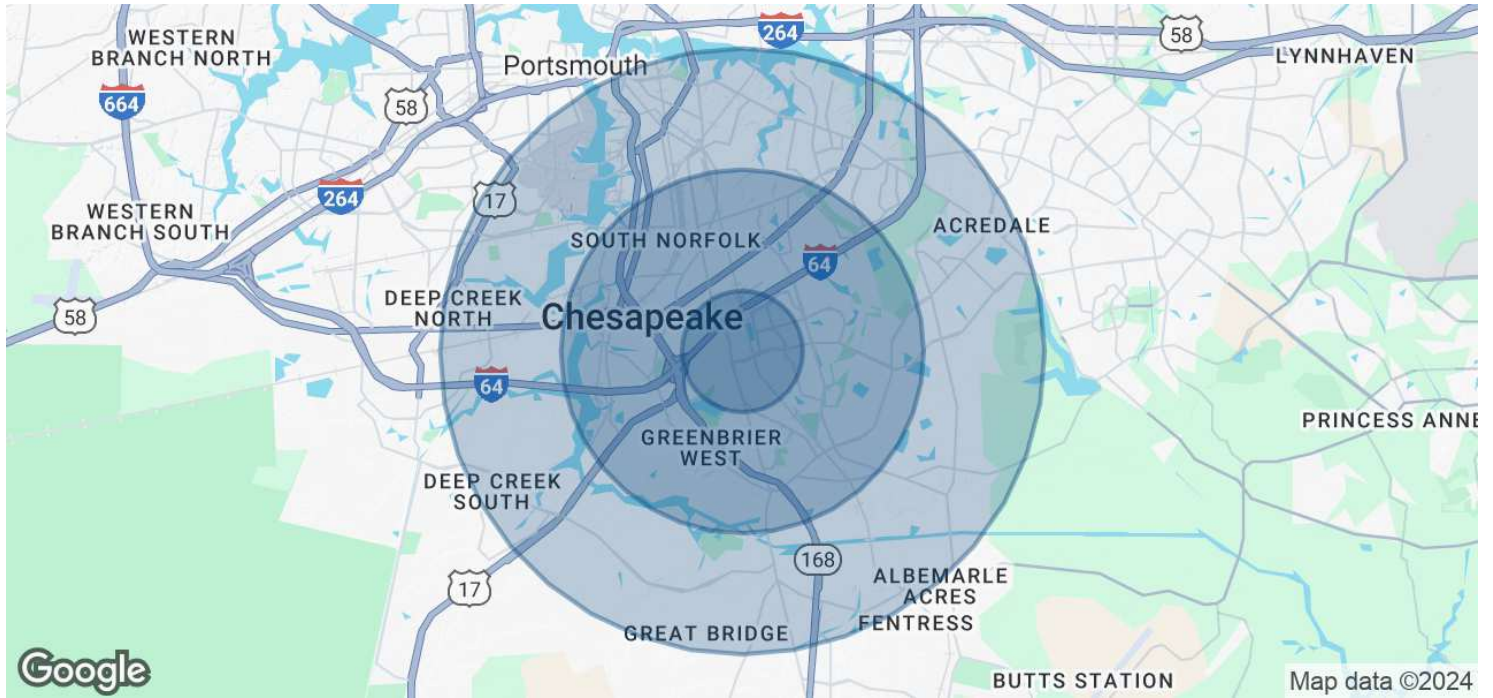 WESTERN
BRANCH NORTH
664
58
Portsmouth
264
58
LYNNHAVEN
264
17
WESTERN
BRANCH SOUTH
SOUTH NORFOLK
64
ACREDALE
58
DEEP CREEK
NORTH
Chesapeake
64
GREENBRIER
WEST
PRINCESS ANNE
DEEP CREEK
SOUTH
168
17
ALBEMARLE
ACRES
FENTRESS
GREAT BRIDGE
BUTTS STATION
Google
Map data ©2024